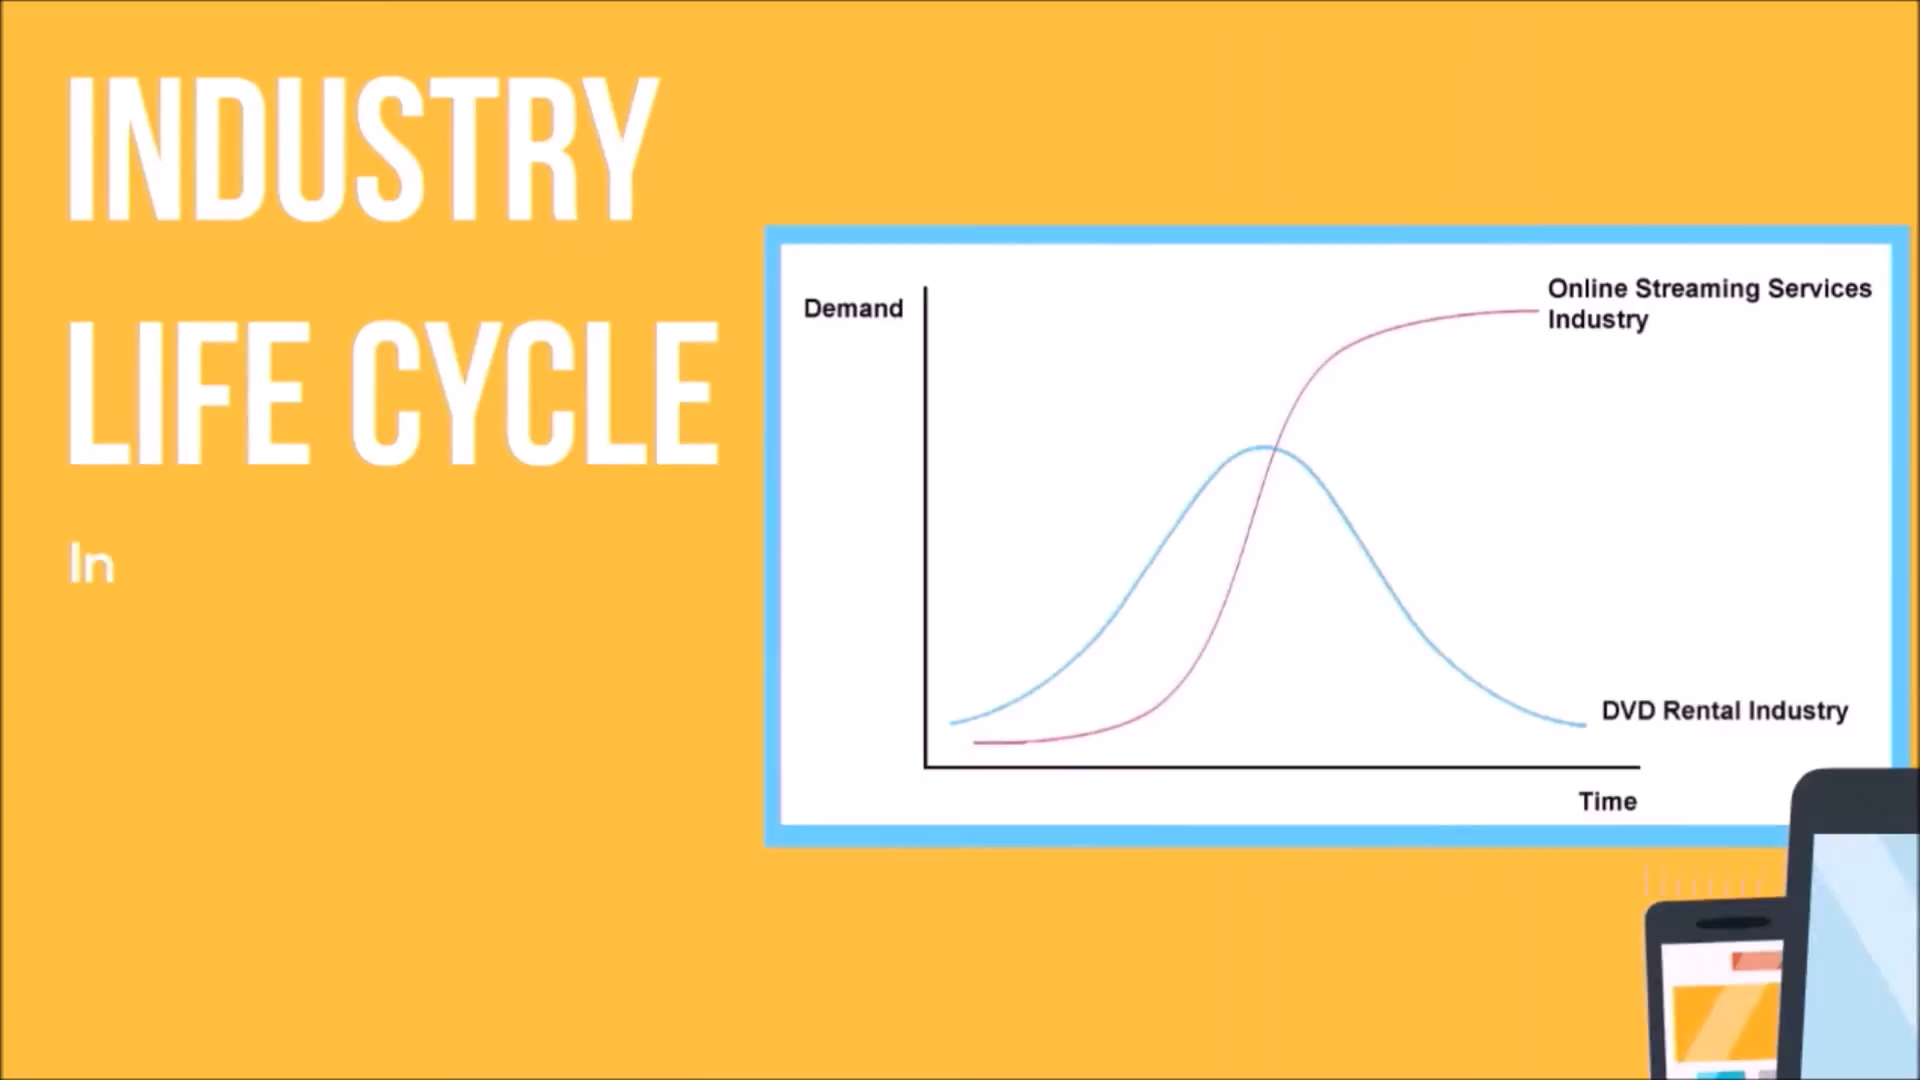 INDUSTRY
LIFE CYCLE
In
Demand
Online Streaming Services
Industry
DVD Rental Industry
Time